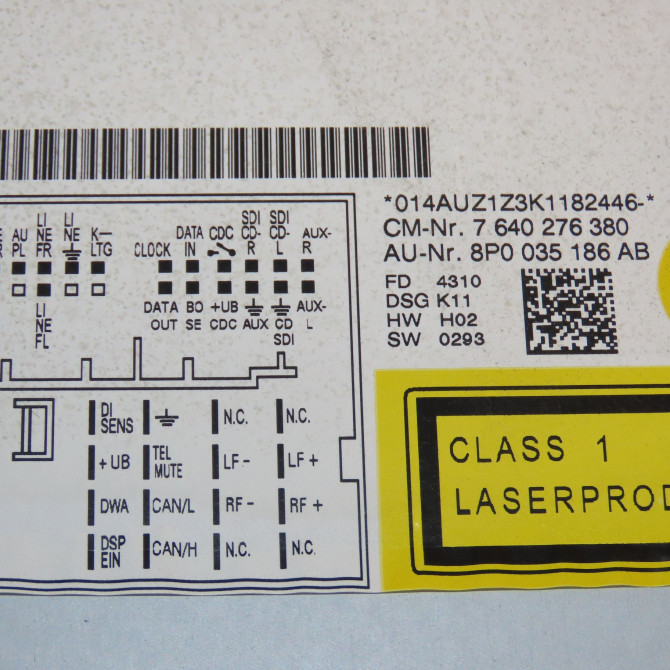 *014AUZ1Z3K1182446-*
CM-Nr. 7 640 276 380
AU-Nr. 8P0 035 186 AB
FD 4310
DSG K11
HW H02
SW 0293
AU PL
LI NE FR
LI NE
K— LTG
CLOCK
DATA IN
CDC
SDI CD- R
SDI CD- L
AUX- R
LI NE FL
DATA OUT
BO SE
+UB CDC
AUX
CD SDI
AUX- L
DI SENS
N.C.
N.C.
+UB
TEL MUTE
LF-
LF+
DWA
CAN/L
RF-
RF+
DSP EIN
CAN/H
N.C.
N.C.
CLASS 1
LASERPROD